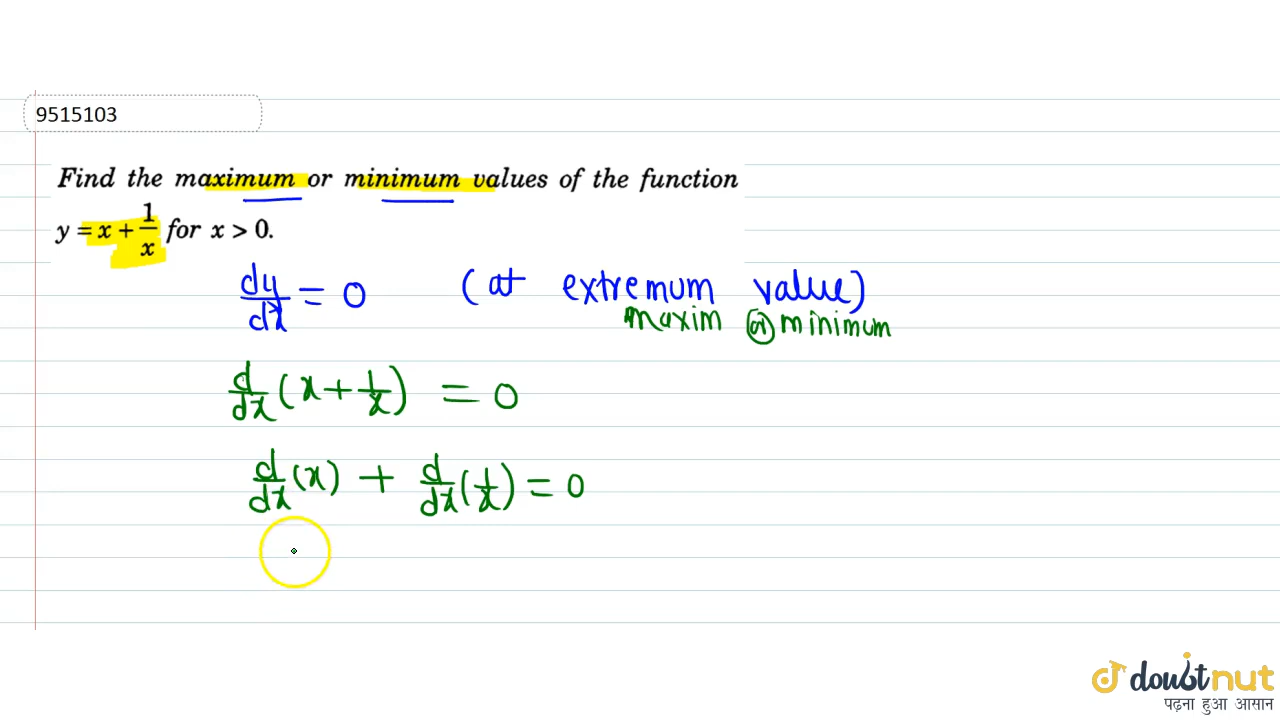 9515103
Find the maximum or minimum values of the function
y = x + 1/x for x > 0.
dy/dx = 0 (at extremum value)
maxim or minimum
d/dx (x + 1/x) = 0
d/dx (x) + d/dx (1/x) = 0
doubtnut
पढ़ना हुआ आसान